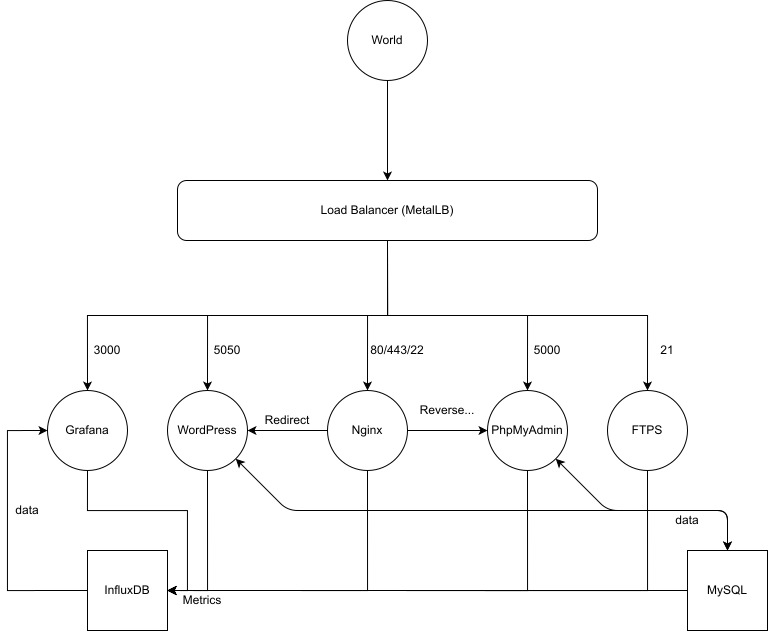 World
Load Balancer (MetalLB)
3000
5050
80/443/22
5000
21
Grafana
WordPress
Redirect
Nginx
Reverse...
PhpMyAdmin
FTPS
data
data
InfluxDB
Metrics
MySQL